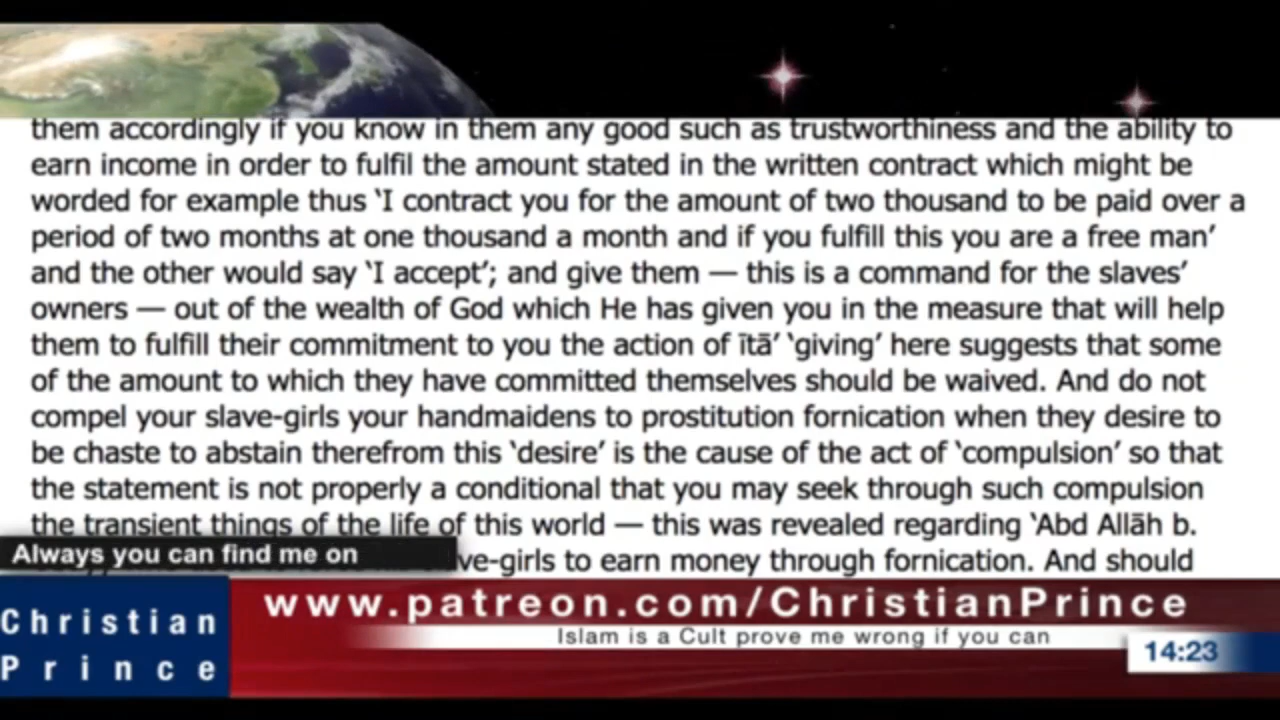 them accordingly if you know in them any good such as trustworthiness and the ability to
earn income in order to fulfil the amount stated in the written contract which might be
worded for example thus ‘I contract you for the amount of two thousand to be paid over a
period of two months at one thousand a month and if you fulfill this you are a free man’
and the other would say ‘I accept’; and give them — this is a command for the slaves’
owners — out of the wealth of God which He has given you in the measure that will help
them to fulfill their commitment to you the action of ītā’ ‘giving’ here suggests that some
of the amount to which they have committed themselves should be waived. And do not
compel your slave-girls your handmaidens to prostitution fornication when they desire to
be chaste to abstain therefrom this ‘desire’ is the cause of the act of ‘compulsion’ so that
the statement is not properly a conditional that you may seek through such compulsion
the transient things of the life of this world — this was revealed regarding ‘Abd Allāh b.
ve-girls to earn money through fornication. And should
Always you can find me on
www.patreon.com/ChristianPrince
Islam is a Cult prove me wrong if you can
Christian
Prince
14:23